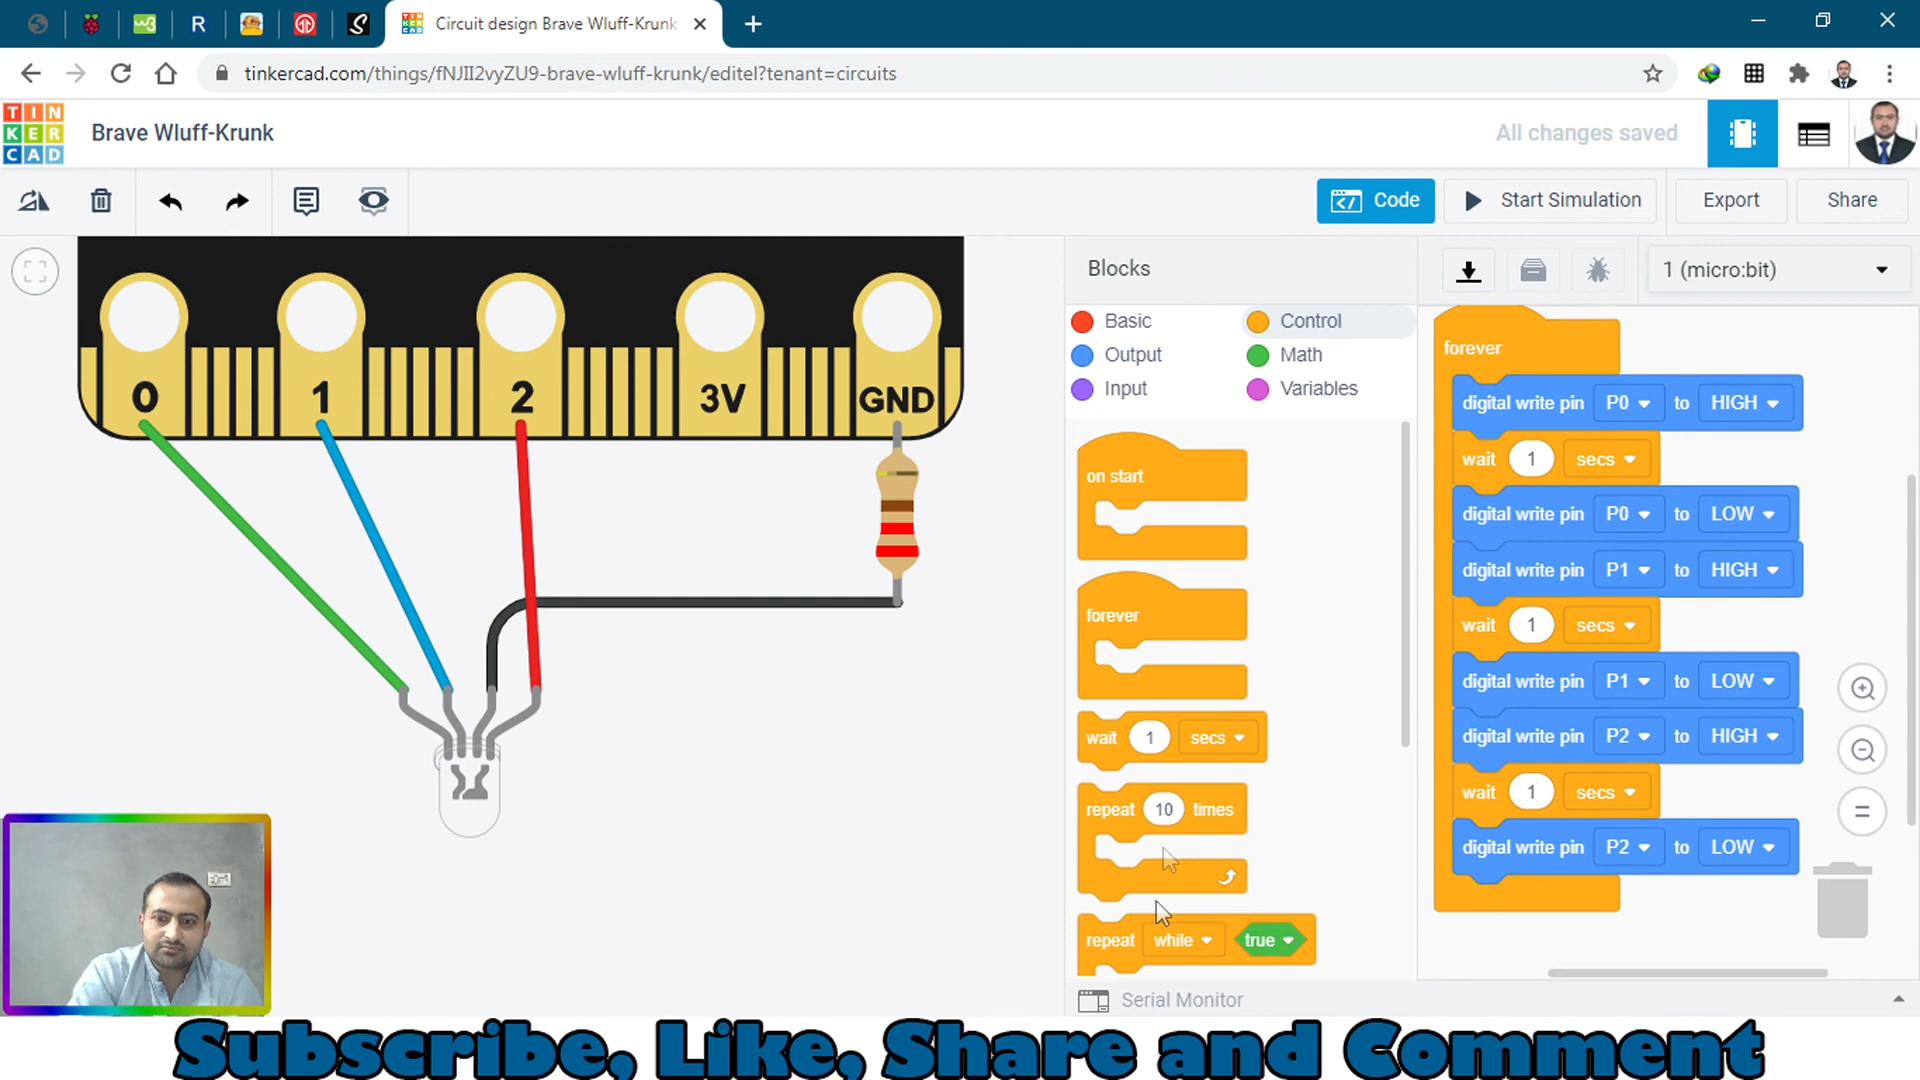 Circuit design Brave Wluff-Krunk
tinkercad.com/things/fNJII2vyZU9-brave-wluff-krunk/editel?tenant=circuits
TIN
KER
CAD
Brave Wluff-Krunk
All changes saved
Code
Start Simulation
Export
Share
Blocks
1 (micro:bit)
Basic
Control
Output
Math
Input
Variables
0
1
2
3V
GND
on start
forever
wait 1 secs
repeat 10 times
repeat while true
forever
digital write pin P0 to HIGH
wait 1 secs
digital write pin P0 to LOW
digital write pin P1 to HIGH
wait 1 secs
digital write pin P1 to LOW
digital write pin P2 to HIGH
wait 1 secs
digital write pin P2 to LOW
Serial Monitor
Subscribe, Like, Share and Comment